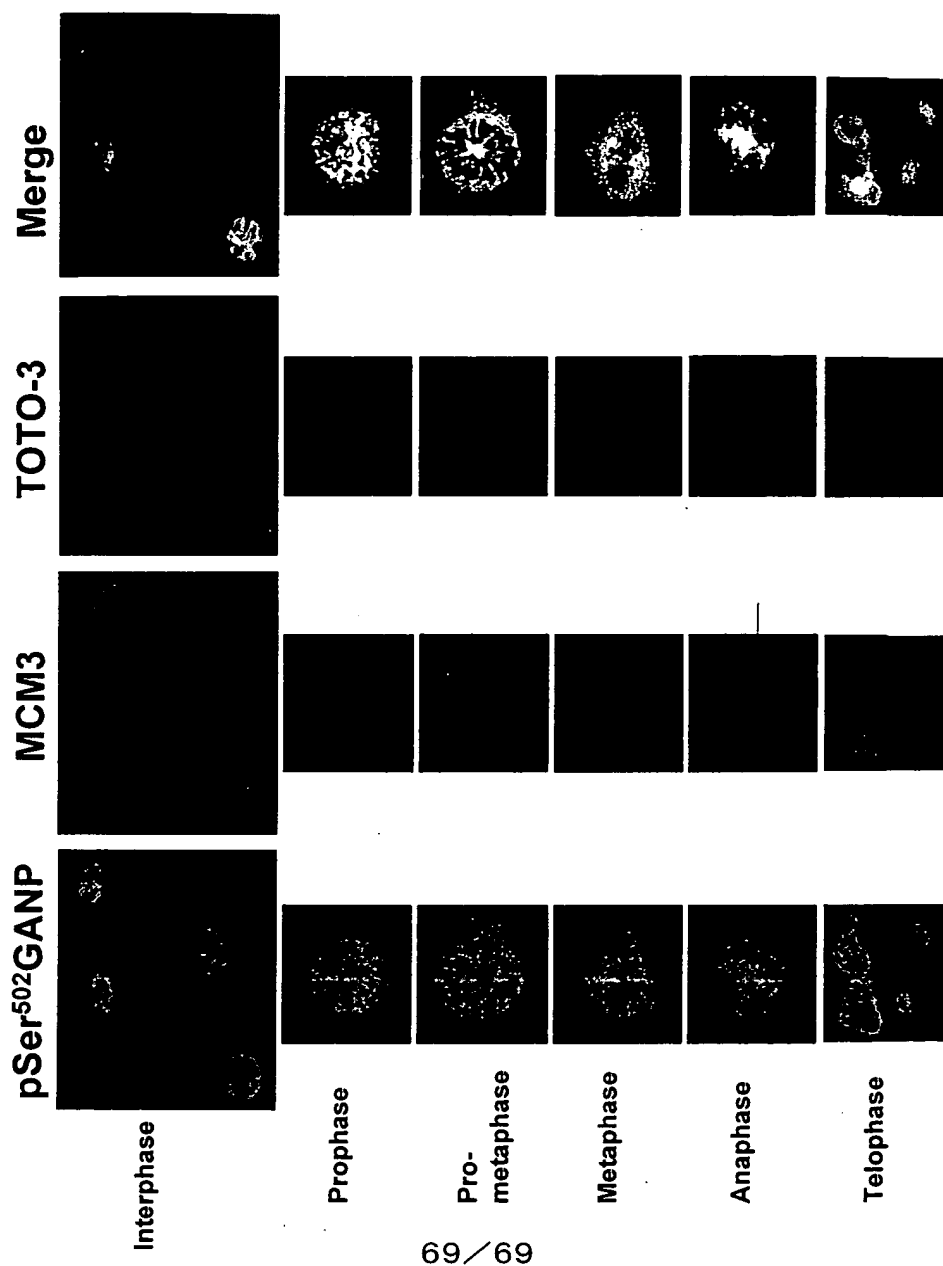 pSer502GANP
MCM3
TOTO-3
Merge
Interphase
Prophase
Pro-
metaphase
Metaphase
Anaphase
Telophase
69/69